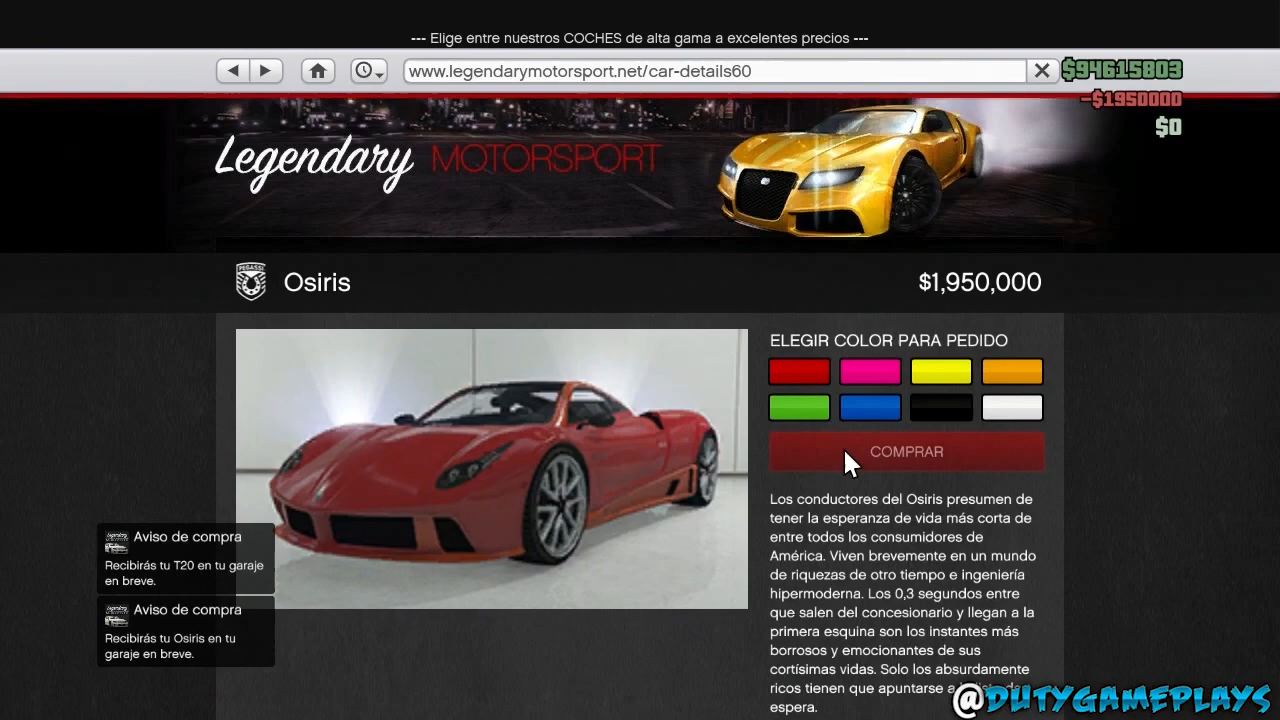 --- Elige entre nuestros COCHES de alta gama a excelentes precios ---
www.legendarymotorsport.net/car-details60
$94615803
-$1950000
$0
Legendary MOTORSPORT
PEGASSI
Osiris
$1,950,000
ELEGIR COLOR PARA PEDIDO
COMPRAR
Los conductores del Osiris presumen de
tener la esperanza de vida más corta de
entre todos los consumidores de
América. Viven brevemente en un mundo
de riquezas de otro tiempo e ingeniería
hipermoderna. Los 0,3 segundos entre
que salen del concesionario y llegan a la
primera esquina son los instantes más
borrosos y emocionantes de sus
cortísimas vidas. Solo los absurdamente
ricos tienen que apuntarse a
espera.
Aviso de compra
Recibirás tu T20 en tu garaje
en breve.
Aviso de compra
Recibirás tu Osiris en tu
garaje en breve.
@DUTYGAMEPLAYS